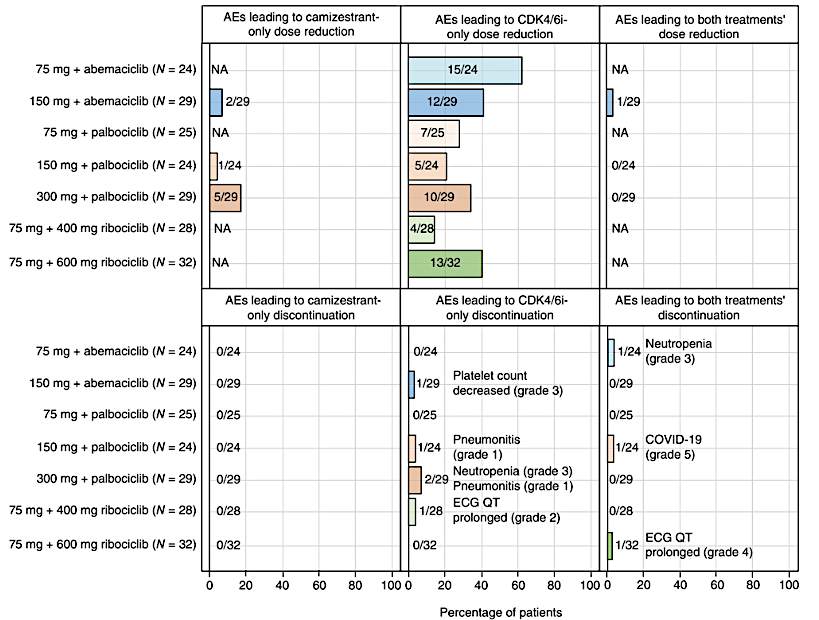 AEs leading to camizestrant-
only dose reduction
AEs leading to CDK4/6i-
only dose reduction
AEs leading to both treatments'
dose reduction
75 mg + abemaciclib (N = 24) NA 15/24 NA
150 mg + abemaciclib (N = 29) 2/29 12/29 1/29
75 mg + palbociclib (N = 25) NA 7/25 NA
150 mg + palbociclib (N = 24) 1/24 5/24 0/24
300 mg + palbociclib (N = 29) 5/29 10/29 0/29
75 mg + 400 mg ribociclib (N = 28) NA 4/28 NA
75 mg + 600 mg ribociclib (N = 32) NA 13/32 NA
AEs leading to camizestrant-
only discontinuation
AEs leading to CDK4/6i-
only discontinuation
AEs leading to both treatments'
discontinuation
75 mg + abemaciclib (N = 24) 0/24 0/24 1/24 Neutropenia
(grade 3)
150 mg + abemaciclib (N = 29) 0/29 1/29 Platelet count
decreased (grade 3)
0/29
75 mg + palbociclib (N = 25) 0/25 0/25 0/25
150 mg + palbociclib (N = 24) 0/24 1/24 Pneumonitis
(grade 1)
1/24 COVID-19
(grade 5)
300 mg + palbociclib (N = 29) 0/29 2/29 Neutropenia (grade 3)
Pneumonitis (grade 1)
0/29
75 mg + 400 mg ribociclib (N = 28) 0/28 1/28 ECG QT
prolonged (grade 2)
0/28
75 mg + 600 mg ribociclib (N = 32) 0/32 0/32 1/32 ECG QT
prolonged (grade 4)
0 20 40 60 80 100 0 20 40 60 80 100 0 20 40 60 80 100
Percentage of patients